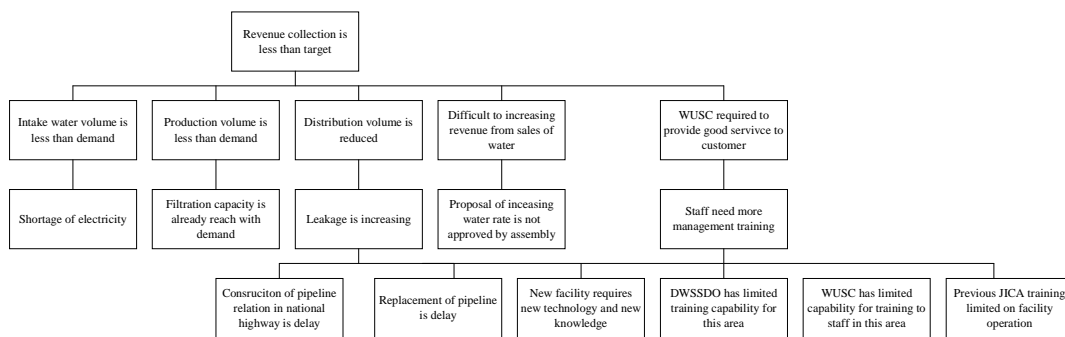 Revenue collection is
less than target
Intake water volume is
less than demand
Production volume is
less than demand
Distribution volume is
reduced
Difficult to increasing
revenue from sales of
water
WUSC required to
provide good servivce to
customer
Shortage of electricity
Filtration capacity is
already reach with
demand
Leakage is increasing
Proposal of inceasing
water rate is not
approved by assembly
Staff need more
management training
Consruciton of pipeline
relation in national
highway is delay
Replacement of pipeline
is delay
New facility requires
new technology and new
knowledge
DWSSDO has limited
training capability for
this area
WUSC has limited
capability for training to
staff in this area
Previous JICA training
limited on facility
operation